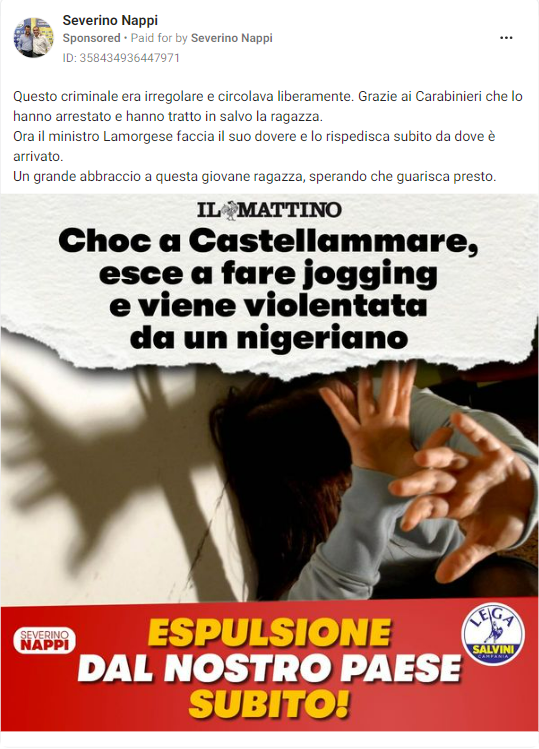 Severino Nappi
Sponsored • Paid for by Severino Nappi
ID: 358434936447971
Questo criminale era irregolare e circolava liberamente. Grazie ai Carabinieri che lo
hanno arrestato e hanno tratto in salvo la ragazza.
Ora il ministro Lamorgese faccia il suo dovere e lo rispedisca subito da dove è
arrivato.
Un grande abbraccio a questa giovane ragazza, sperando che guarisca presto.
IL MATTINO
Choc a Castellammare,
esce a fare jogging
e viene violentata
da un nigeriano
SEVERINO
NAPPI
ESPULSIONE
DAL NOSTRO PAESE
SUBITO!
LEGA
SALVINI
CAMPANIA